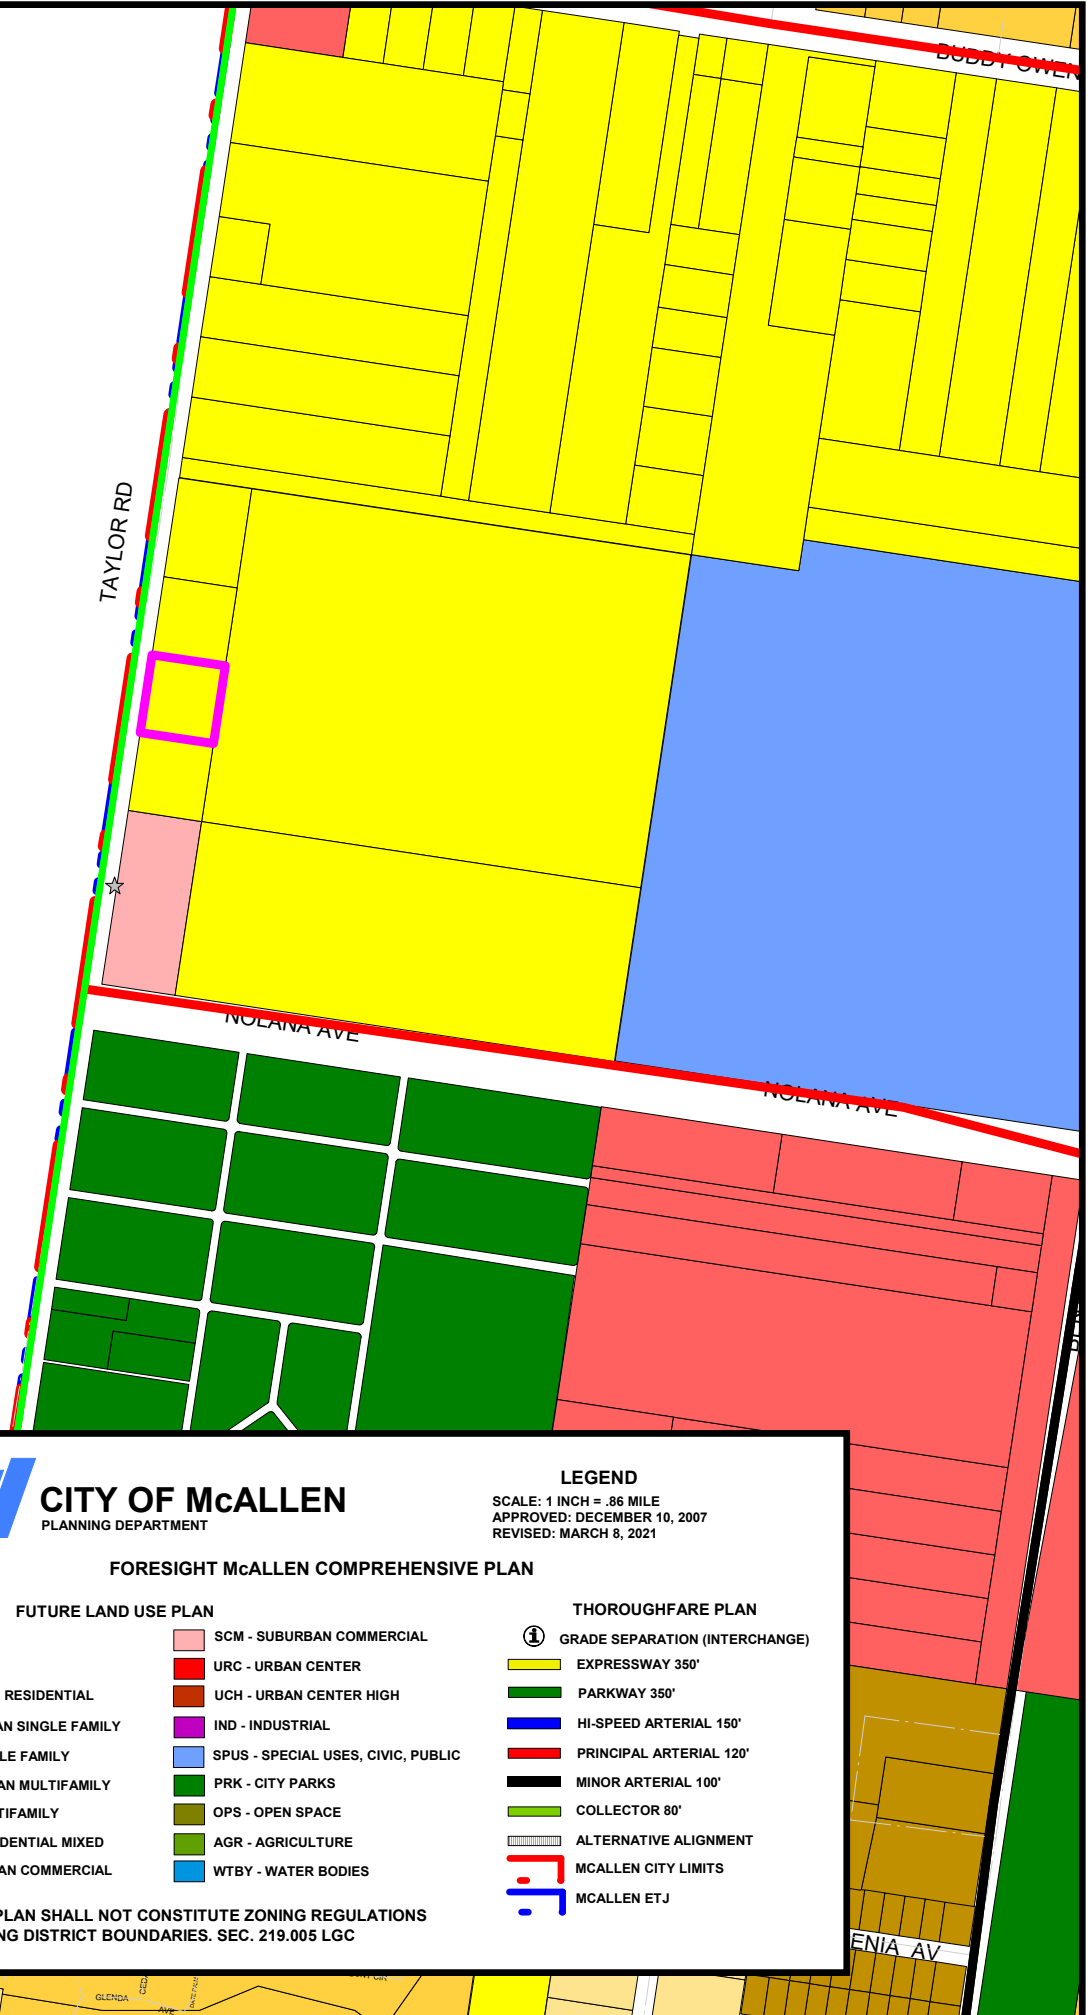 BUDDY OWEN
TAYLOR RD
NOLANA AVE
NOLANA AVE
CITY OF McALLEN
PLANNING DEPARTMENT
LEGEND
SCALE: 1 INCH = .86 MILE
APPROVED: DECEMBER 10, 2007
REVISED: MARCH 8, 2021
FORESIGHT McALLEN COMPREHENSIVE PLAN
FUTURE LAND USE PLAN
SCM - SUBURBAN COMMERCIAL
URC - URBAN CENTER
RESIDENTIAL
UCH - URBAN CENTER HIGH
AN SINGLE FAMILY
IND - INDUSTRIAL
LE FAMILY
SPUS - SPECIAL USES, CIVIC, PUBLIC
AN MULTIFAMILY
PRK - CITY PARKS
TIFAMILY
OPS - OPEN SPACE
DENTIAL MIXED
AGR - AGRICULTURE
AN COMMERCIAL
WTBY - WATER BODIES
THOROUGHFARE PLAN
GRADE SEPARATION (INTERCHANGE)
EXPRESSWAY 350'
PARKWAY 350'
HI-SPEED ARTERIAL 150'
PRINCIPAL ARTERIAL 120'
MINOR ARTERIAL 100'
COLLECTOR 80'
ALTERNATIVE ALIGNMENT
MCALLEN CITY LIMITS
MCALLEN ETJ
PLAN SHALL NOT CONSTITUTE ZONING REGULATIONS
NG DISTRICT BOUNDARIES. SEC. 219.005 LGC
ENIA AV
GLENDA
AVE